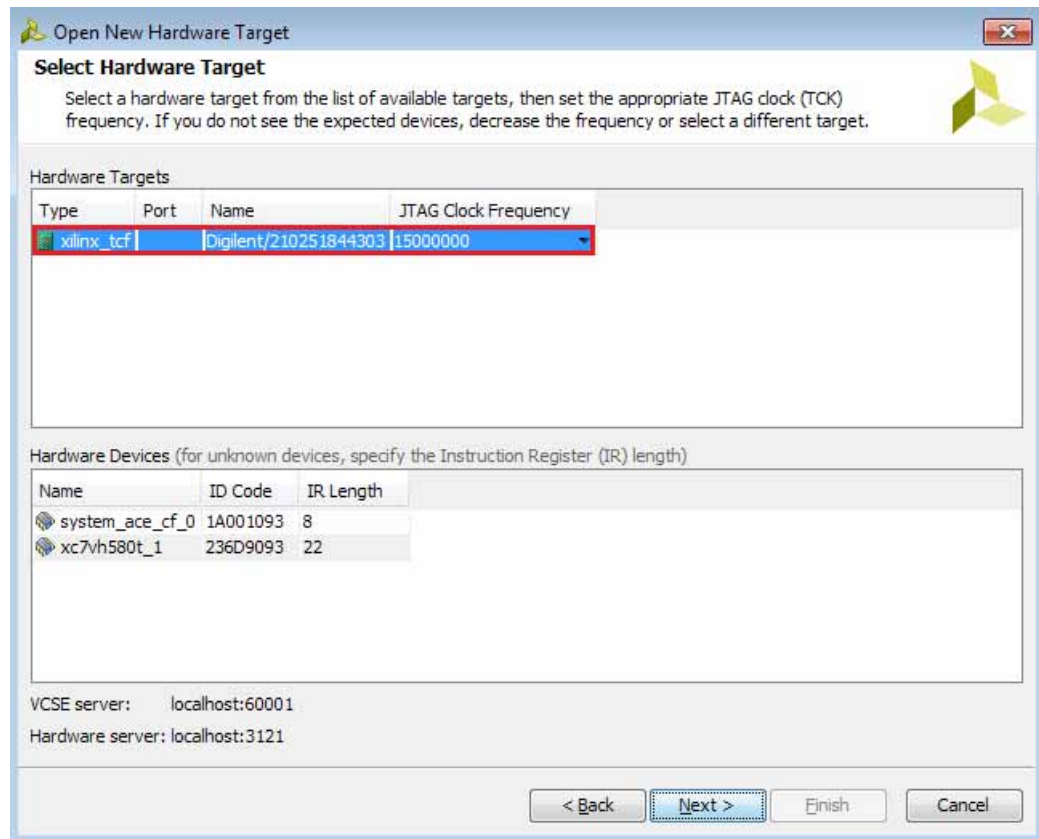 Open New Hardware Target
Select Hardware Target
Select a hardware target from the list of available targets, then set the appropriate JTAG clock (TCK)
frequency. If you do not see the expected devices, decrease the frequency or select a different target.
Hardware Targets
Type Port Name JTAG Clock Frequency
xilinx_tcf Digilent/210251844303 15000000
Hardware Devices (for unknown devices, specify the Instruction Register (IR) length)
Name ID Code IR Length
system_ace_cf_0 1A001093 8
xc7vh580t_1 236D9093 22
VCSE server: localhost:60001
Hardware server: localhost:3121
< Back Next > Finish Cancel